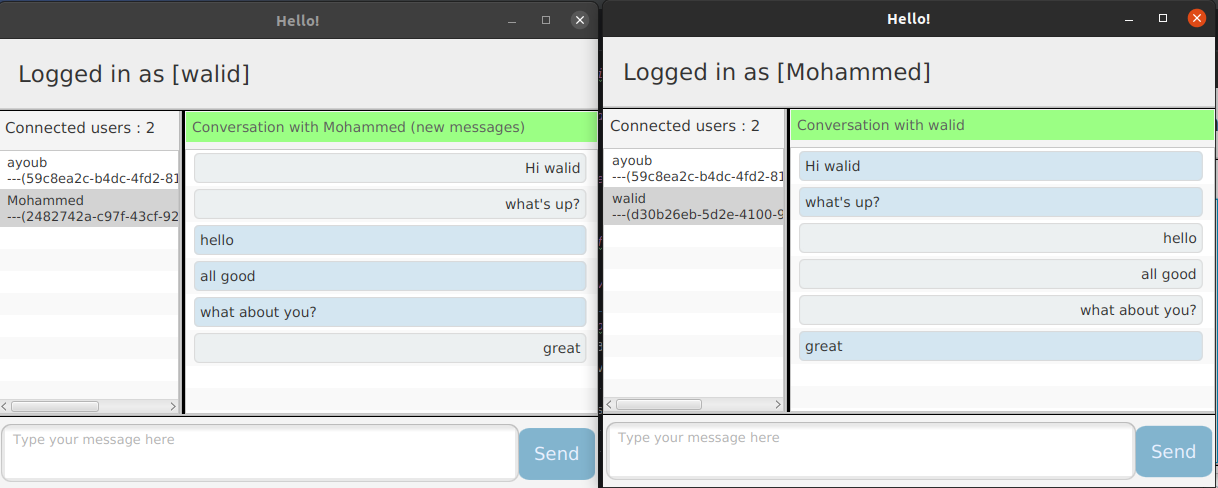 Hello!
Logged in as [walid]
Connected users : 2
ayoub
---(59c8ea2c-b4dc-4fd2-81
Mohammed
---(2482742a-c97f-43cf-92
Conversation with Mohammed (new messages)
Hi walid
what's up?
hello
all good
what about you?
great
Type your message here
Send
Hello!
Logged in as [Mohammed]
Connected users : 2
ayoub
---(59c8ea2c-b4dc-4fd2-81
walid
---(d30b26eb-5d2e-4100-9
Conversation with walid
Hi walid
what's up?
hello
all good
what about you?
great
Type your message here
Send